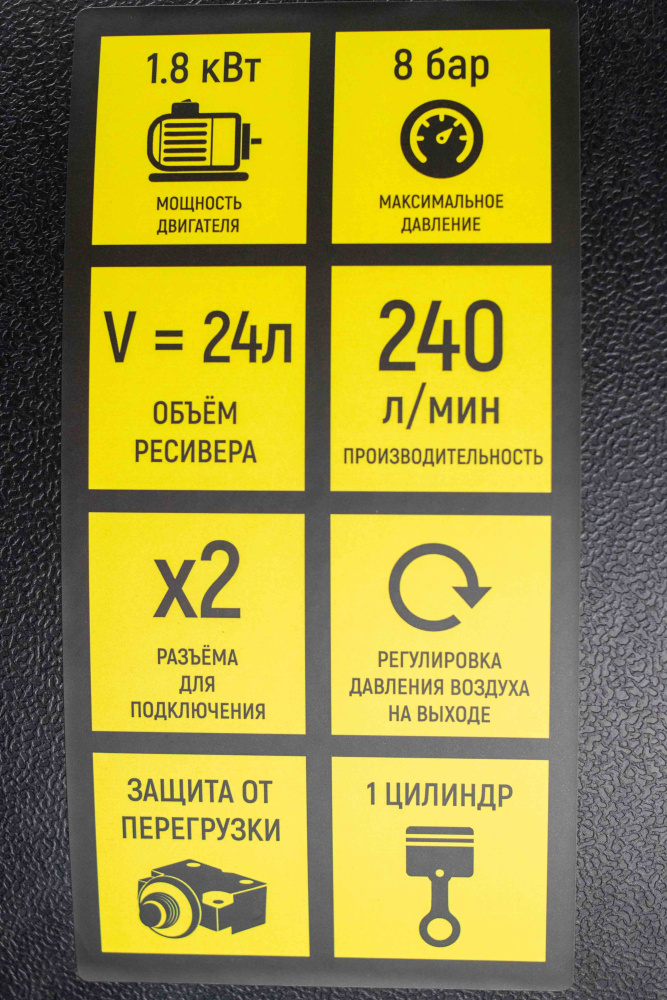 1.8 кВт
МОЩНОСТЬ
ДВИГАТЕЛЯ
8 бар
МАКСИМАЛЬНОЕ
ДАВЛЕНИЕ
V = 24л
ОБЪЁМ
РЕСИВЕРА
240
л/мин
ПРОИЗВОДИТЕЛЬНОСТЬ
x2
РАЗЪЁМА
ДЛЯ
ПОДКЛЮЧЕНИЯ
РЕГУЛИРОВКА
ДАВЛЕНИЯ ВОЗДУХА
НА ВЫХОДЕ
ЗАЩИТА ОТ
ПЕРЕГРУЗКИ
1 ЦИЛИНДР